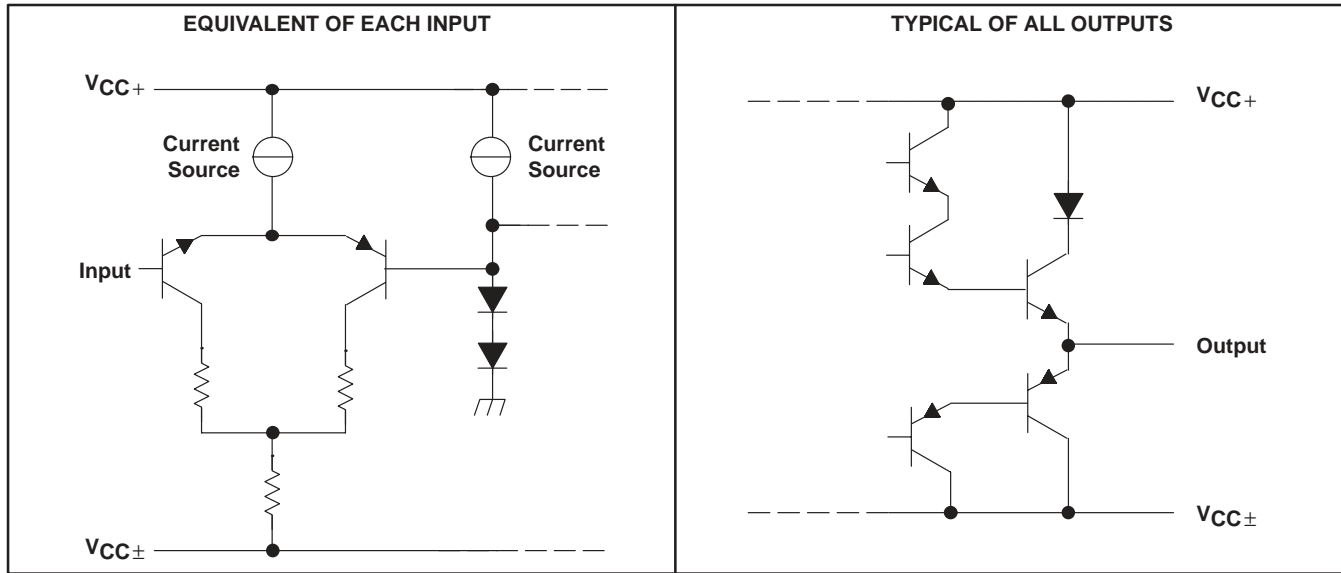 EQUIVALENT OF EACH INPUT
VCC+
Current
Source
Current
Source
Input
VCC±
TYPICAL OF ALL OUTPUTS
VCC+
Output
VCC±